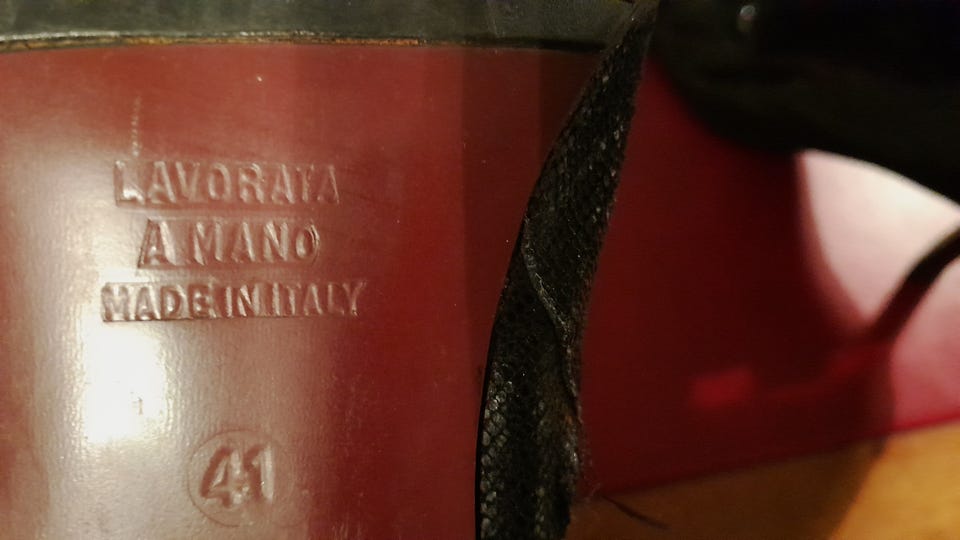 LAVORATA
A MANO
MADE IN ITALY
41